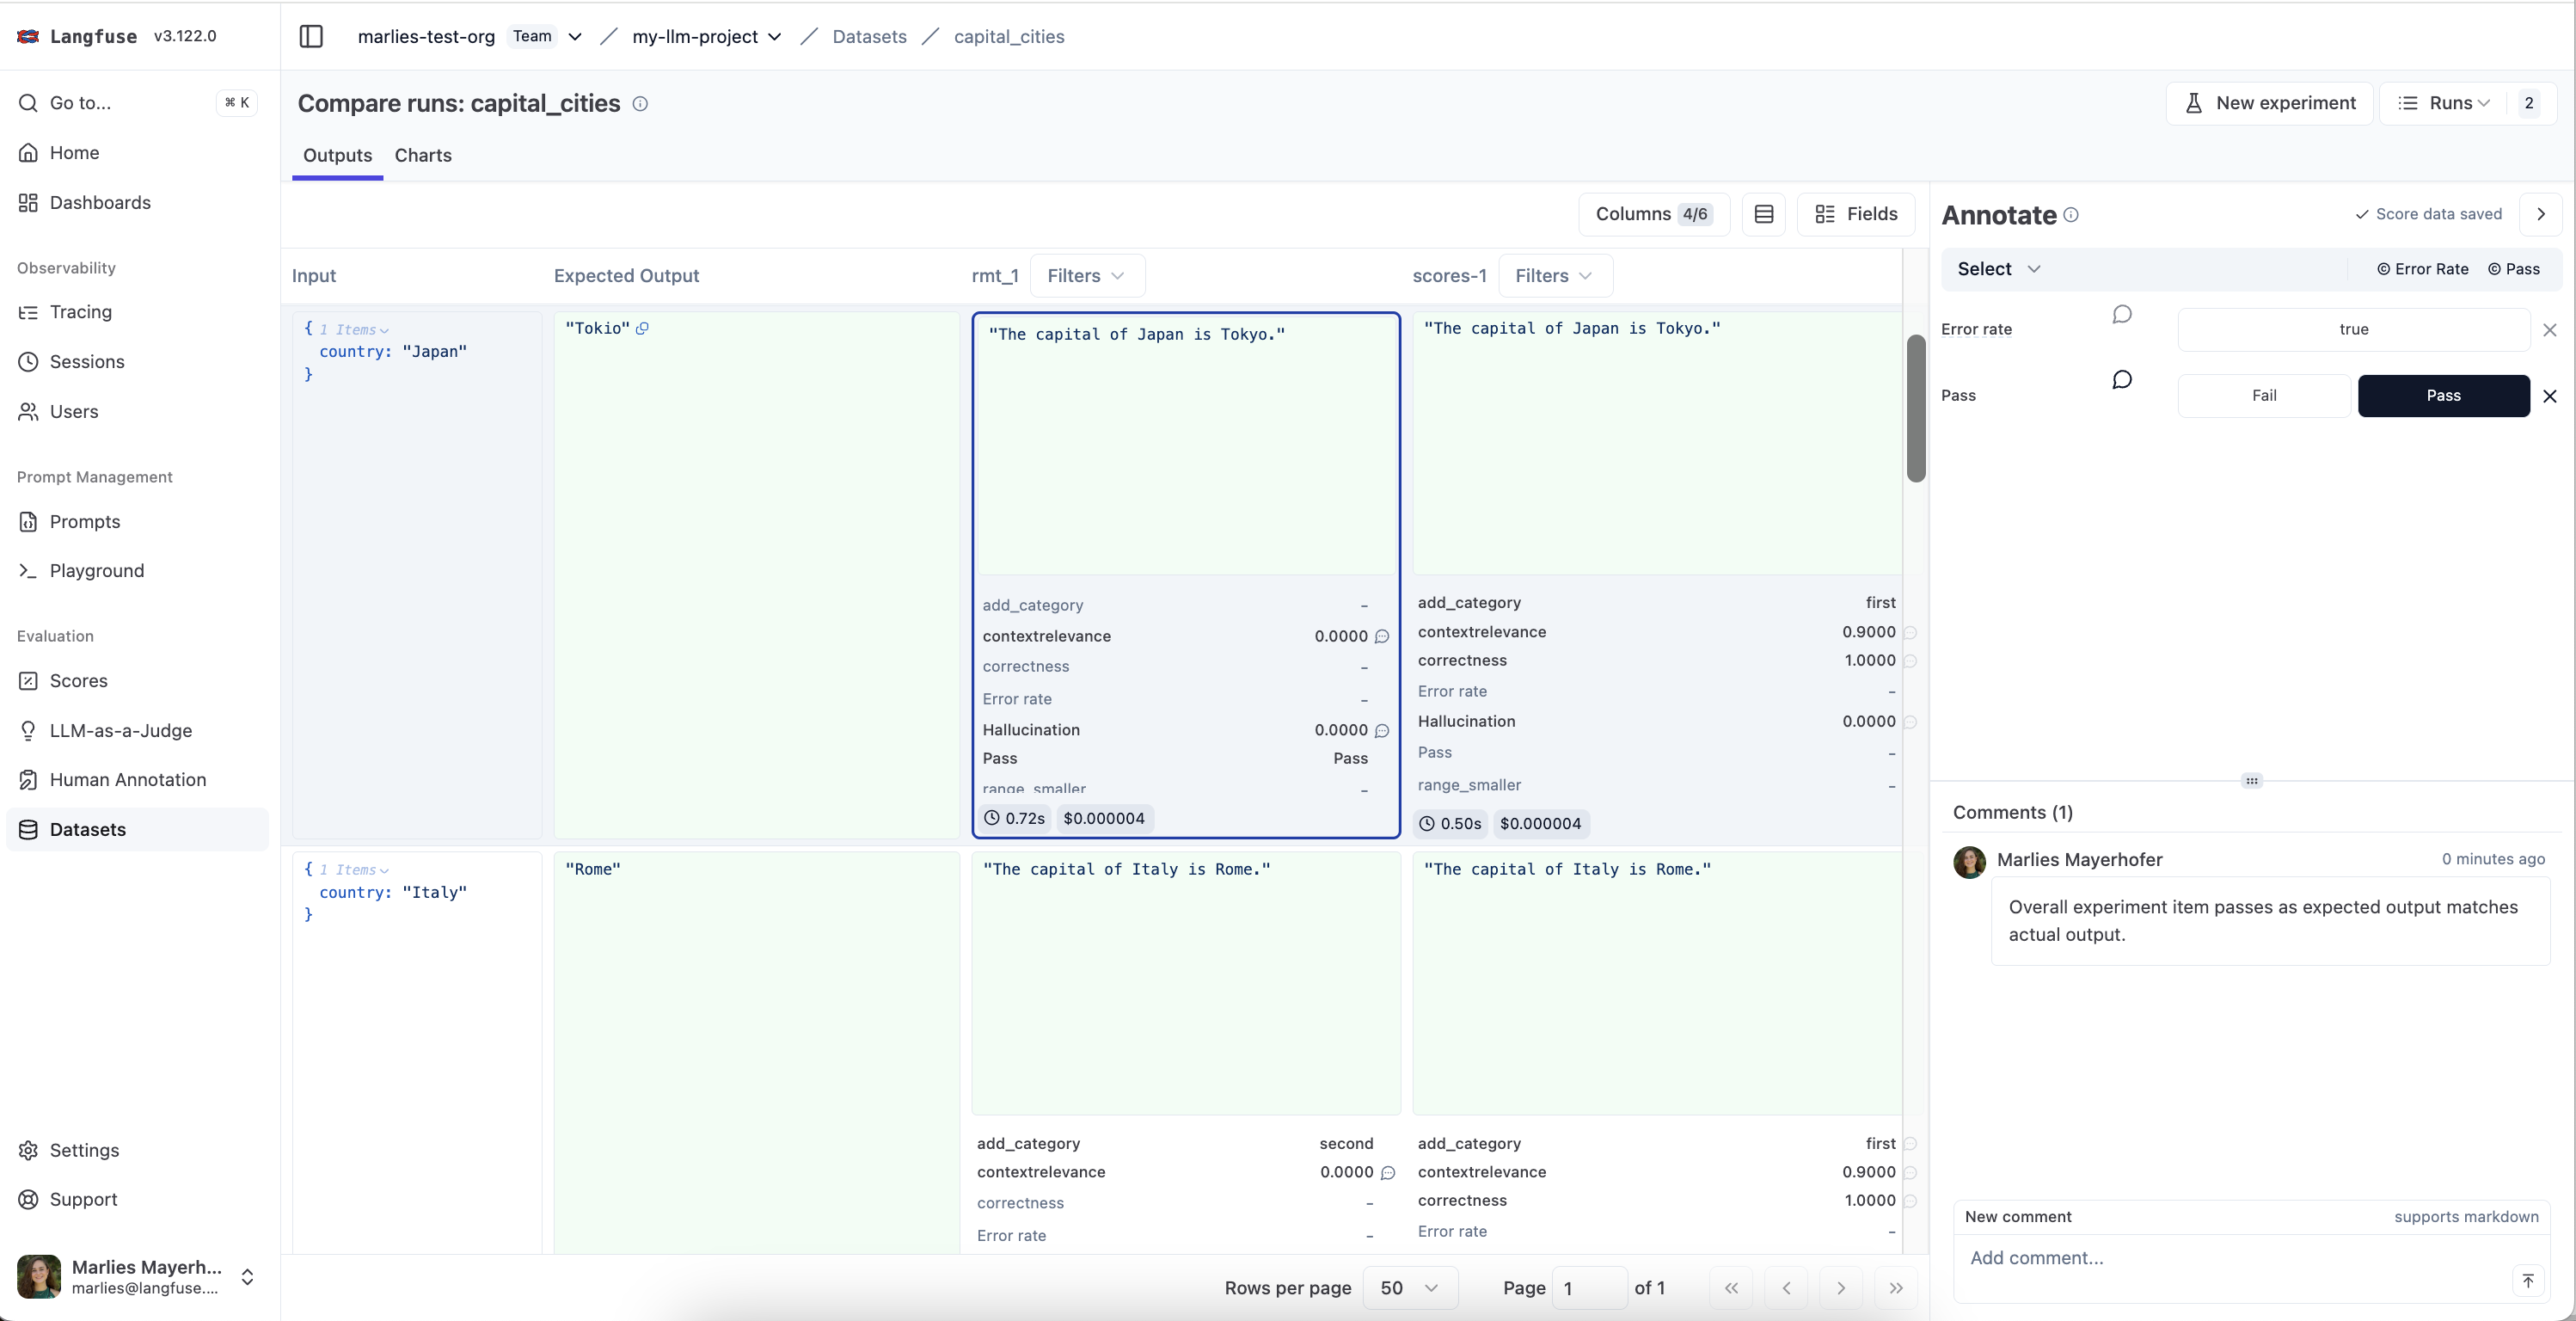 Langfuse v3.122.0
Go to... ⌘ K
Home
Dashboards
Observability
Tracing
Sessions
Users
Prompt Management
Prompts
Playground
Evaluation
Scores
LLM-as-a-Judge
Human Annotation
Datasets
Settings
Support
Marlies Mayerh...
marlies@langfuse....
marlies-test-org Team / my-llm-project / Datasets / capital_cities
Compare runs: capital_cities
New experiment Runs 2
Outputs Charts
Columns 4/6 Fields
Input Expected Output rmt_1 Filters scores-1 Filters
{ 1 Items
country: "Japan"
}
"Tokio"
"The capital of Japan is Tokyo."
add_category –
contextrelevance 0.0000
correctness –
Error rate –
Hallucination 0.0000
Pass Pass
range_smaller –
0.72s $0.000004
"The capital of Japan is Tokyo."
add_category first
contextrelevance 0.9000
correctness 1.0000
Error rate –
Hallucination 0.0000
Pass –
range_smaller –
0.50s $0.000004
{ 1 Items
country: "Italy"
}
"Rome"
"The capital of Italy is Rome."
add_category second
contextrelevance 0.0000
correctness –
Error rate –
"The capital of Italy is Rome."
add_category first
contextrelevance 0.9000
correctness 1.0000
Error rate –
Rows per page 50 Page 1 of 1
Annotate Score data saved
Select © Error Rate © Pass
Error rate true
Pass Fail Pass
Comments (1)
Marlies Mayerhofer 0 minutes ago
Overall experiment item passes as expected output matches
actual output.
New comment supports markdown
Add comment...